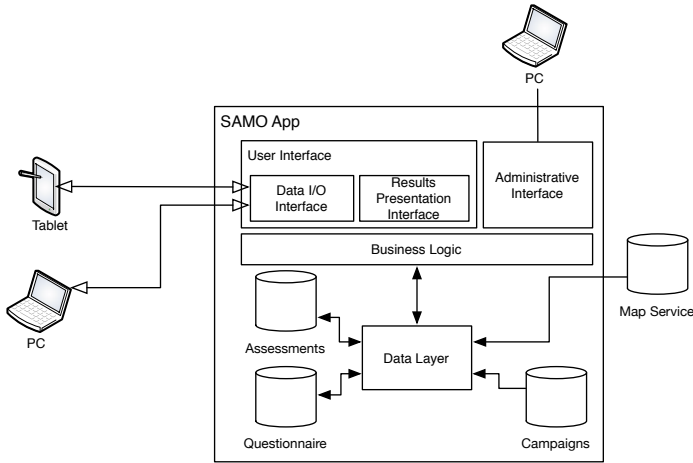 PC
SAMO App
User Interface
Data I/O
Interface
Results
Presentation
Interface
Administrative
Interface
Tablet
Business Logic
PC
Assessments
Data Layer
Map Service
Questionnaire
Campaigns